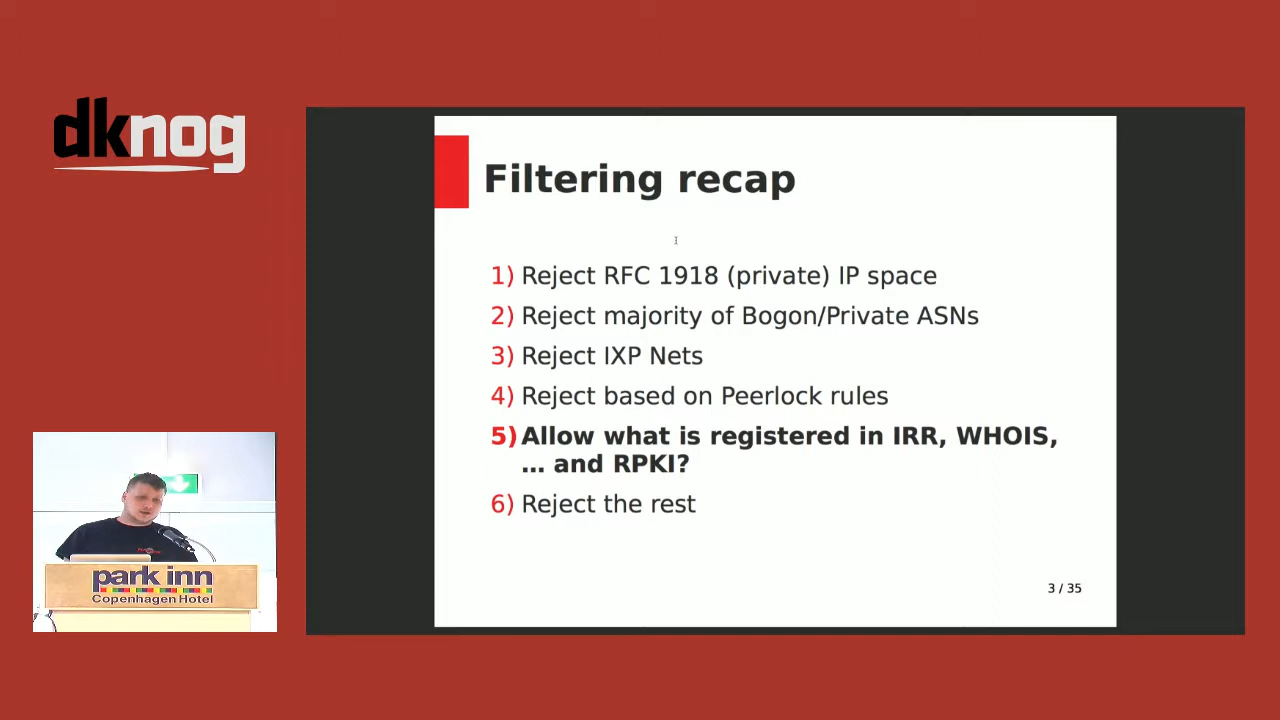 dknog
Filtering recap
1) Reject RFC 1918 (private) IP space
2) Reject majority of Bogon/Private ASNs
3) Reject IXP Nets
4) Reject based on Peerlock rules
5) Allow what is registered in IRR, WHOIS,
… and RPKI?
6) Reject the rest
3 / 35
park inn
Copenhagen Hotel